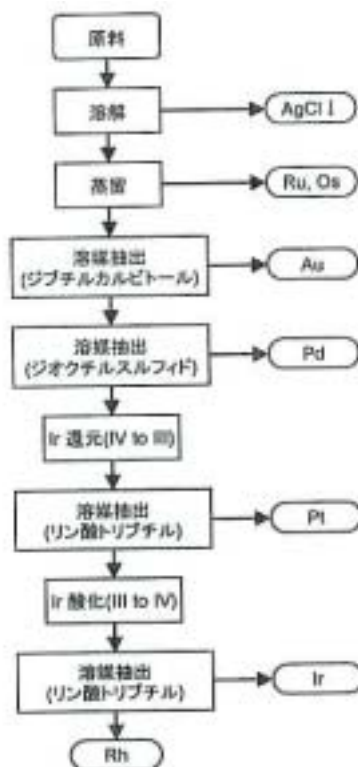 原料
溶解
AgCl↓
蒸留
Ru, Os
溶媒抽出
(ジブチルカルビトール)
Au
溶媒抽出
(ジオクチルスルフィド)
Pd
Ir 還元(IV to III)
溶媒抽出
(リン酸トリブチル)
Pt
Ir 酸化(III to IV)
溶媒抽出
(リン酸トリブチル)
Ir
Rh